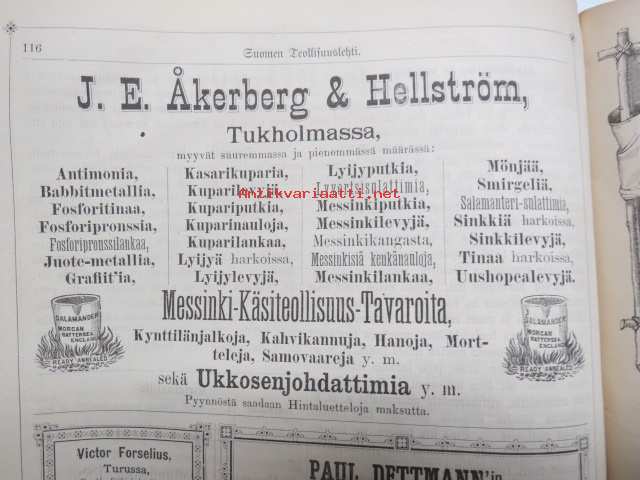 116
Suomen Teollisuuslehti.
J. E. Åkerberg & Hellström,
Tukholmassa,
myyvät suuremmassa ja pienemmässä määrässä:
Antimonia,
Babbitmetallia,
Fosforitinaa,
Fosforipronssia,
Fosforipronssilankaa,
Juote-metallia,
Grafiit'ia,
Kasarikuparia,
Kuparilevyjä,
Kupariputkia,
Kuparinauloja,
Kuparilankaa,
Lyijyä harkoissa,
Lyijylevyjä,
Lyijyputkia,
Messinkiputkia,
Messinkilevyjä,
Messinkikangasta,
Messinkisiä kenkänauloja,
Messinkilankaa,
Mönjää,
Smirgeliä,
Salamanteri-sulattimia,
Sinkkiä harkoissa,
Sinkkilevyjä,
Tinaa harkoissa,
Uushopealevyjä.
Antikvariaatti.net
Messinki-Käsiteollisuus-Tavaroita,
Kynttilänjalkoja, Kahvikannuja, Hanoja, Mort-
teleja, Samovaareja y. m.
sekä Ukkosenjohdattimia y. m.
Pyynnöstä saadaan Hintaluetteloja maksutta.
SALAMANDER
MORGAN
BATTERSEA
ENGLAND
READY ANNEALED
SALAMANDER
MORGAN
BATTERSEA
ENGLAND
READY ANNEALED
Victor Forselius,
Turussa,
PAUL DETTMANN'in